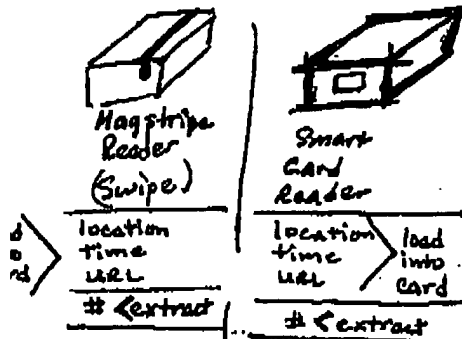 Magstripe
Reader
(Swipe)
location
time
URL
# < extract
Smart
Card
Reader
location
time
URL
load
into
card
# < extract